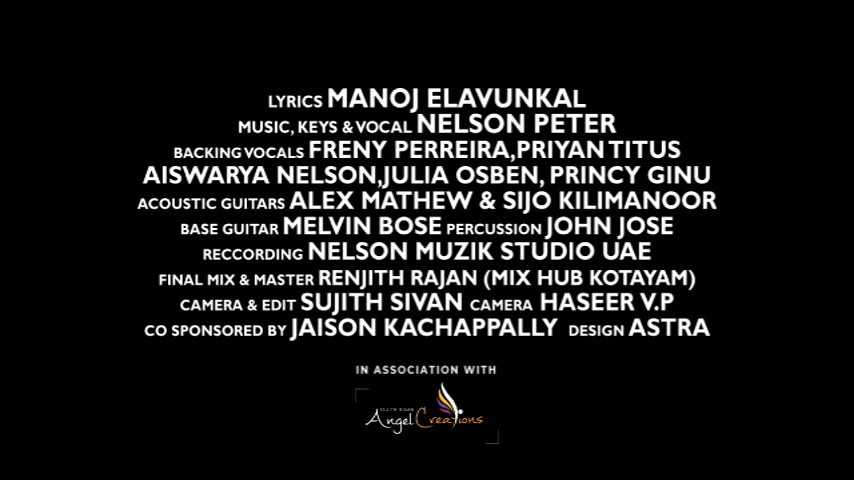 LYRICS MANOJ ELAVUNKAL
MUSIC, KEYS & VOCAL NELSON PETER
BACKING VOCALS FRENY PERREIRA,PRIYAN TITUS
AISWARYA NELSON,JULIA OSBEN, PRINCY GINU
ACOUSTIC GUITARS ALEX MATHEW & SIJO KILIMANOOR
BASE GUITAR MELVIN BOSE PERCUSSION JOHN JOSE
RECCORDING NELSON MUZIK STUDIO UAE
FINAL MIX & MASTER RENJITH RAJAN (MIX HUB KOTAYAM)
CAMERA & EDIT SUJITH SIVAN CAMERA HASEER V.P
CO SPONSORED BY JAISON KACHAPPALLY DESIGN ASTRA
IN ASSOCIATION WITH
Angel Creations